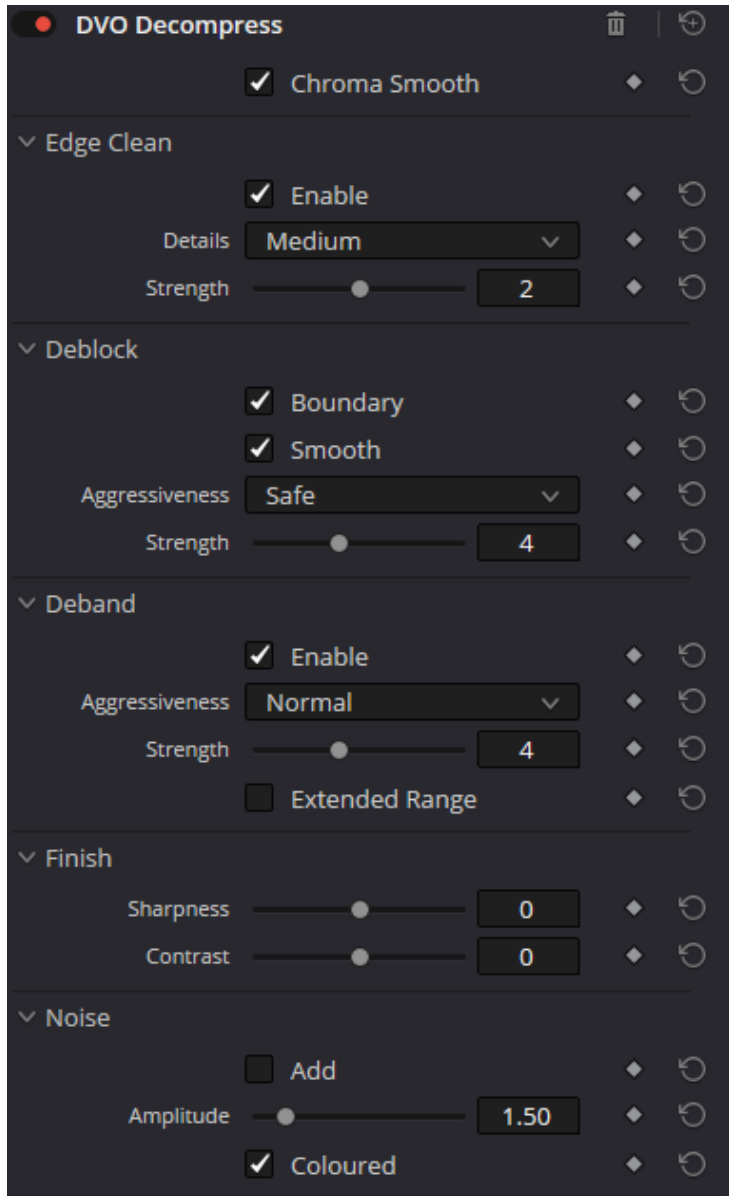 DVO Decompress
Chroma Smooth
Edge Clean
Enable
Details Medium
Strength 2
Deblock
Boundary
Smooth
Aggressiveness Safe
Strength 4
Deband
Enable
Aggressiveness Normal
Strength 4
Extended Range
Finish
Sharpness 0
Contrast 0
Noise
Add
Amplitude 1.50
Coloured